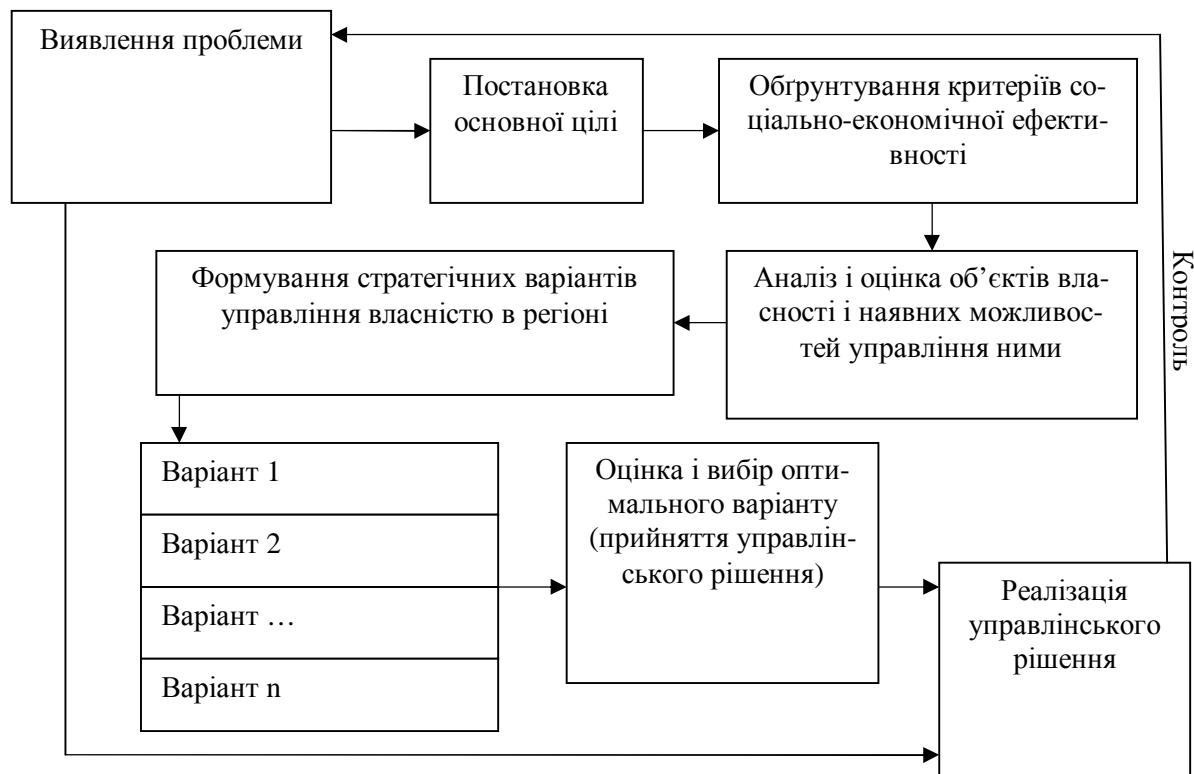 Виявлення проблеми
Постановка
основної цілі
Обґрунтування критеріїв со-
ціально-економічної ефекти-
вності
Формування стратегічних варіантів
управління власністю в регіоні
Аналіз і оцінка об’єктів вла-
сності і наявних можливос-
тей управління ними
Контроль
Варіант 1
Варіант 2
Варіант …
Варіант n
Оцінка і вибір опти-
мального варіанту
(прийняття управлін-
ського рішення)
Реалізація
управлінського
рішення